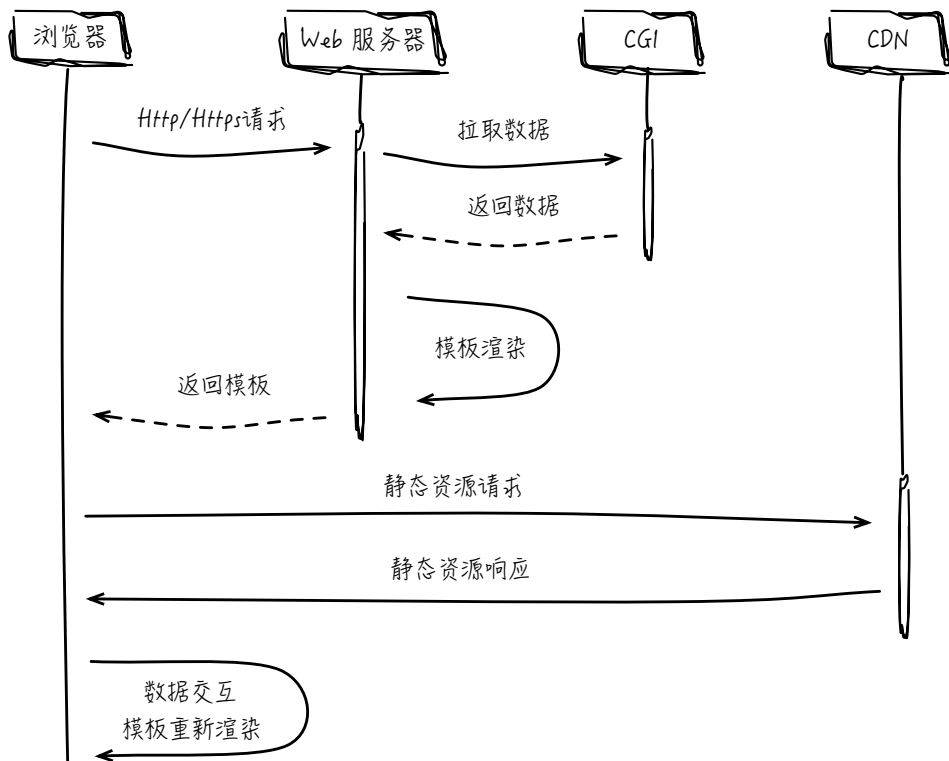 浏览器
Web 服务器
CGI
CDN
Http/Https请求
拉取数据
返回数据
模板渲染
返回模板
静态资源请求
静态资源响应
数据交互
模板重新渲染